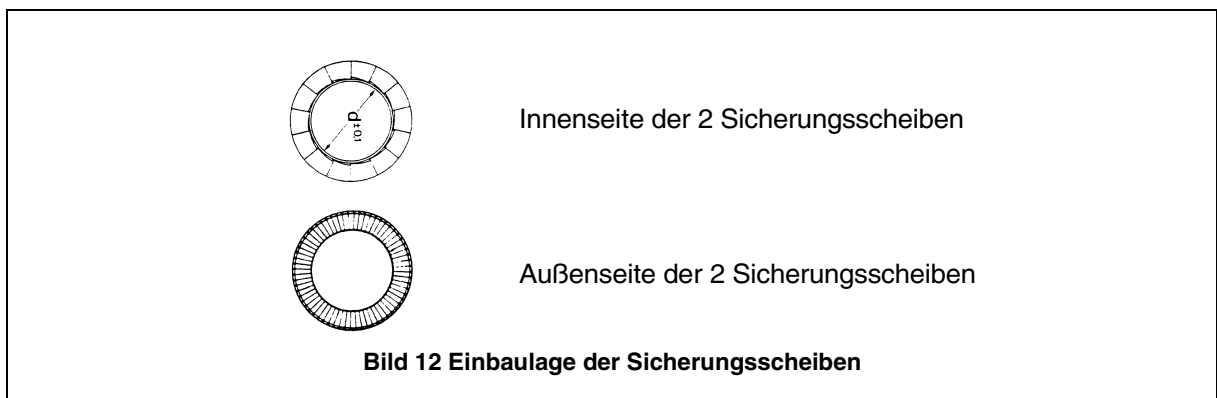 d±0,1
Innenseite der 2 Sicherungsscheiben
Außenseite der 2 Sicherungsscheiben
Bild 12 Einbaulage der Sicherungsscheiben